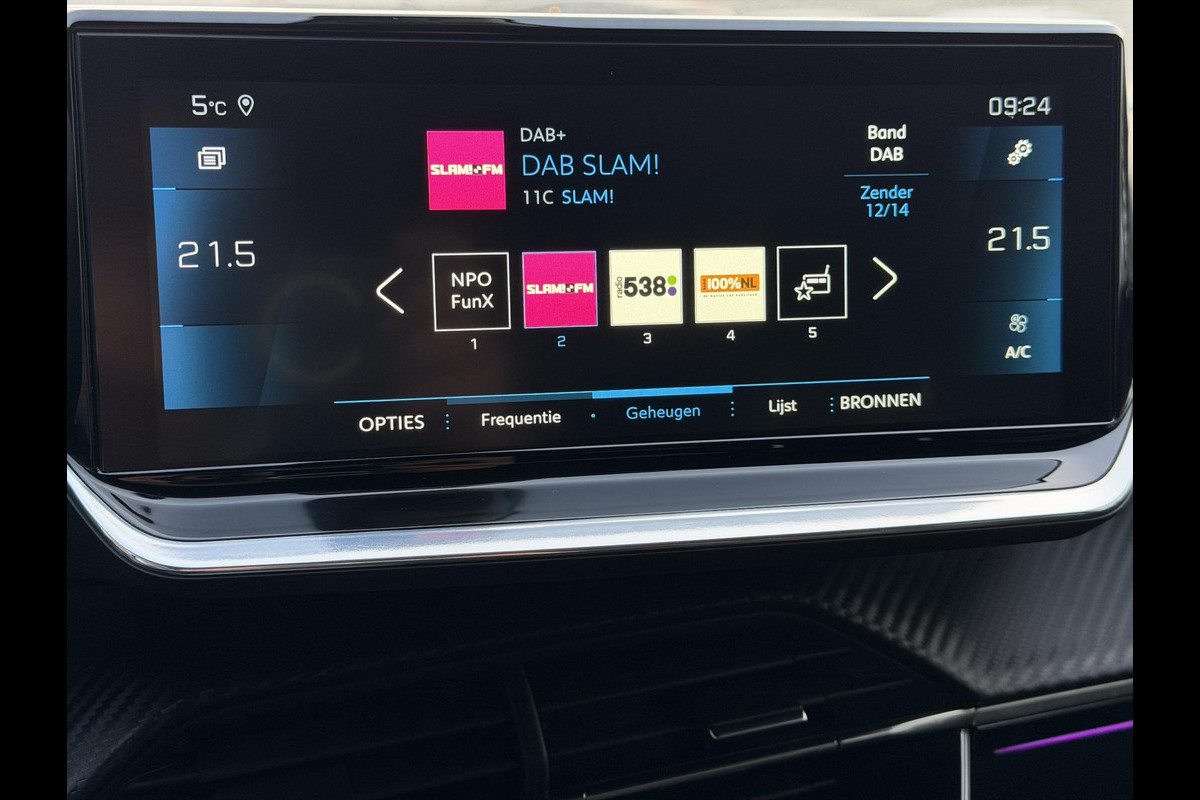 5°C
09:24
SLAM! FM
DAB+
DAB SLAM!
11C SLAM!
Band
DAB
Zender
12/14
21.5
21.5
NPO
FunX
SLAM! FM
radio 538
100%NL
1
2
3
4
5
A/C
OPTIES
Frequentie
Geheugen
Lijst
BRONNEN